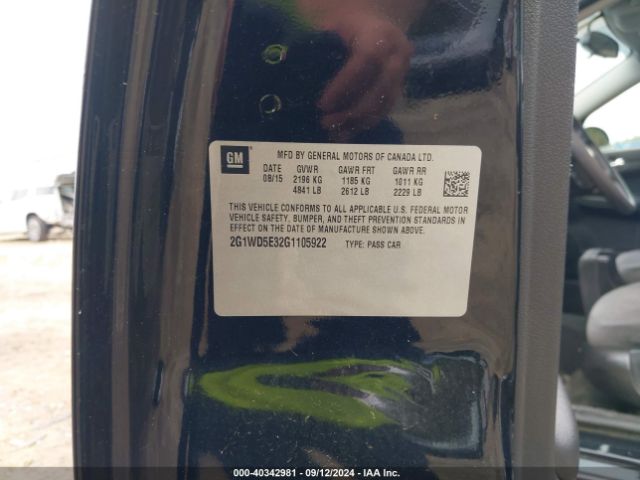 GM
MFD BY GENERAL MOTORS OF CANADA LTD.
DATE GVWR GAWR FRT GAWR RR
08/15 2196 KG 1185 KG 1011 KG
4841 LB 2612 LB 2229 LB
THIS VEHICLE CONFORMS TO ALL APPLICABLE U.S. FEDERAL MOTOR
VEHICLE SAFETY, BUMPER, AND THEFT PREVENTION STANDARDS IN
EFFECT ON THE DATE OF MANUFACTURE SHOWN ABOVE.
2G1WD5E32G1105922 TYPE: PASS CAR
000-40342981 - 09/12/2024 - IAA Inc.